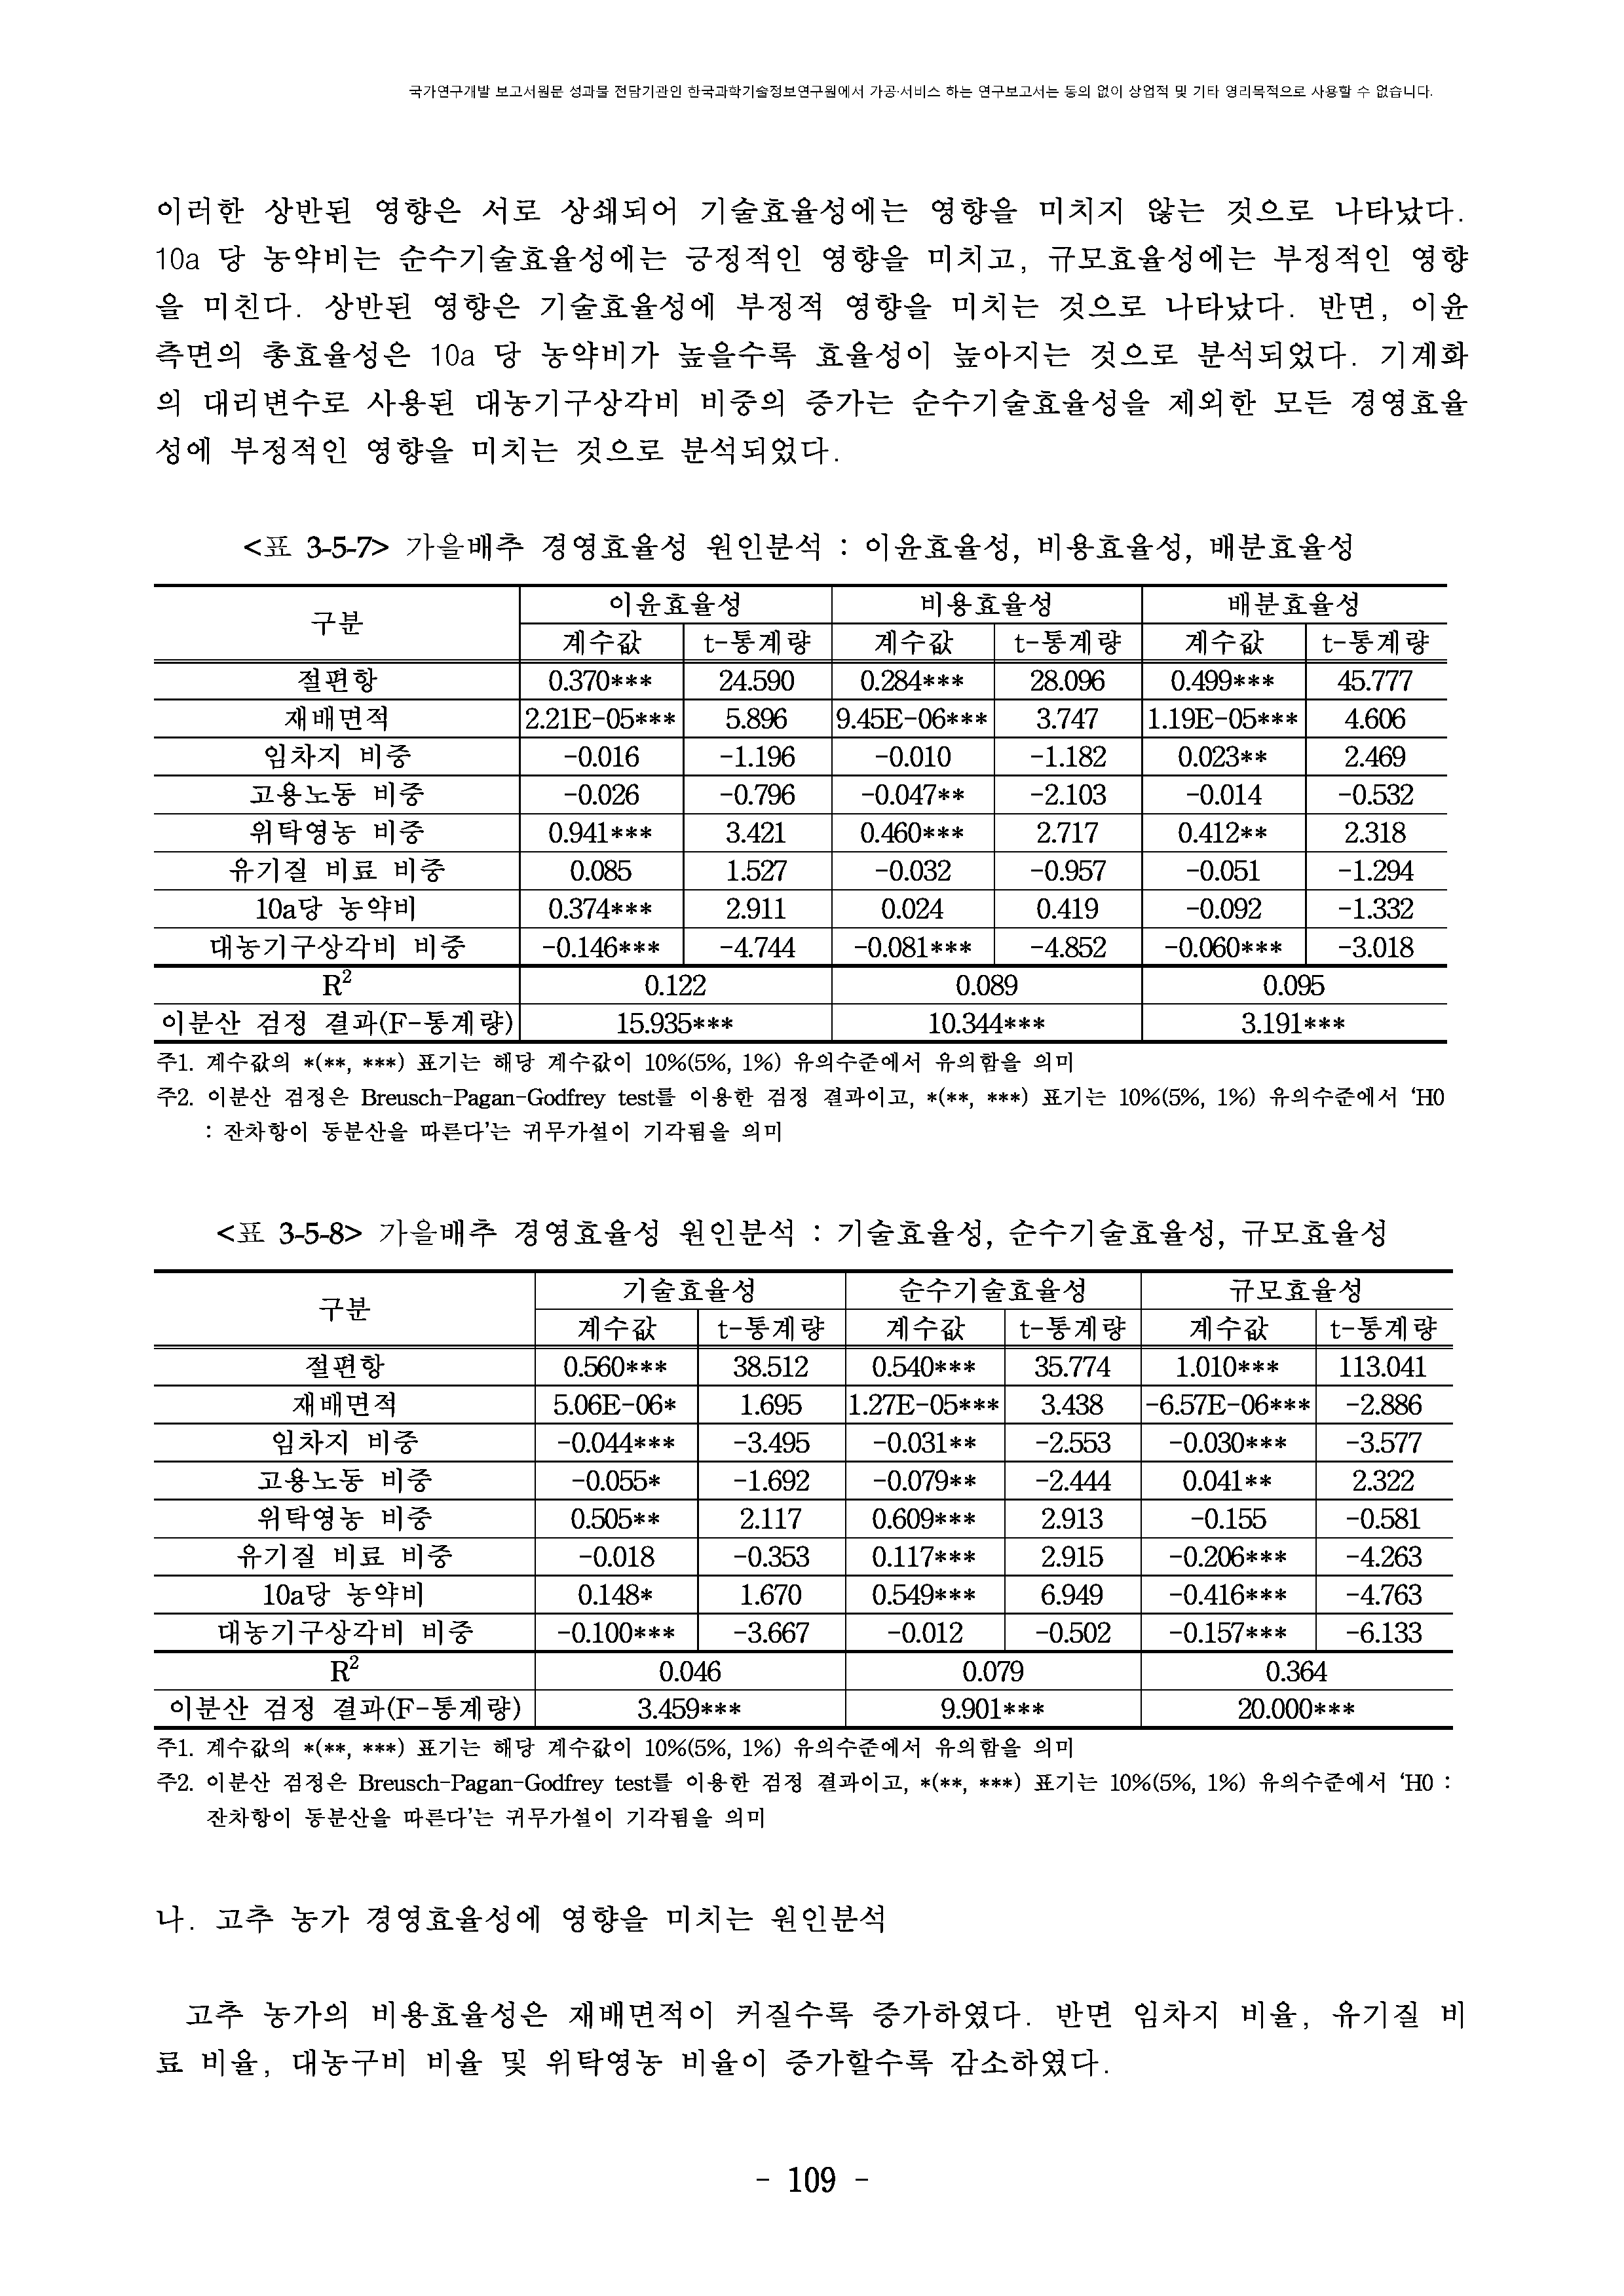 국가연구개발 보고서원문 성과물 전담기관인 한국과학기술정보연구원에서 가공·서비스 하는 연구보고서는 동의 없이 상업적 및 기타 영리목적으로 사용할 수 없습니다.
이러한 상반된 영향은 서로 상쇄되어 기술효율성에는 영향을 미치지 않는 것으로 나타났다.
10a 당 농약비는 순수기술효율성에는 긍정적인 영향을 미치고, 규모효율성에는 부정적인 영향
을 미친다. 상반된 영향은 기술효율성에 부정적 영향을 미치는 것으로 나타났다. 반면, 이윤
측면의 총효율성은 10a 당 농약비가 높을수록 효율성이 높아지는 것으로 분석되었다. 기계화
의 대리변수로 사용된 대농기구상각비 비중의 증가는 순수기술효율성을 제외한 모든 경영효율
성에 부정적인 영향을 미치는 것으로 분석되었다.
<표 3-5-7> 가을배추 경영효율성 원인분석 : 이윤효율성, 비용효율성, 배분효율성
구분 이윤효율성 비용효율성 배분효율성
계수값 t-통계량 계수값 t-통계량 계수값 t-통계량
절편항 0.370*** 24.590 0.284*** 28.096 0.499*** 45.777
재배면적 2.21E-05*** 5.896 9.45E-06*** 3.747 1.19E-05*** 4.606
임차지 비중 -0.016 -1.196 -0.010 -1.182 0.023** 2.469
고용노동 비중 -0.026 -0.796 -0.047** -2.103 -0.014 -0.532
위탁영농 비중 0.941*** 3.421 0.460*** 2.717 0.412** 2.318
유기질 비료 비중 0.085 1.527 -0.032 -0.957 -0.051 -1.294
10a당 농약비 0.374*** 2.911 0.024 0.419 -0.092 -1.332
대농기구상각비 비중 -0.146*** -4.744 -0.081*** -4.852 -0.060*** -3.018
R² 0.122 0.089 0.095
이분산 검정 결과(F-통계량) 15.935*** 10.344*** 3.191***
주1. 계수값의 *(**, ***) 표기는 해당 계수값이 10%(5%, 1%) 유의수준에서 유의함을 의미
주2. 이분산 검정은 Breusch-Pagan-Godfrey test를 이용한 검정 결과이고, *(**, ***) 표기는 10%(5%, 1%) 유의수준에서 ‘H0
: 잔차항이 동분산을 따른다’는 귀무가설이 기각됨을 의미
<표 3-5-8> 가을배추 경영효율성 원인분석 : 기술효율성, 순수기술효율성, 규모효율성
구분 기술효율성 순수기술효율성 규모효율성
계수값 t-통계량 계수값 t-통계량 계수값 t-통계량
절편항 0.560*** 38.512 0.540*** 35.774 1.010*** 113.041
재배면적 5.06E-06* 1.695 1.27E-05*** 3.438 -6.57E-06*** -2.886
임차지 비중 -0.044*** -3.495 -0.031** -2.553 -0.030*** -3.577
고용노동 비중 -0.055* -1.692 -0.079** -2.444 0.041** 2.322
위탁영농 비중 0.505** 2.117 0.609*** 2.913 -0.155 -0.581
유기질 비료 비중 -0.018 -0.353 0.117*** 2.915 -0.206*** -4.263
10a당 농약비 0.148* 1.670 0.549*** 6.949 -0.416*** -4.763
대농기구상각비 비중 -0.100*** -3.667 -0.012 -0.502 -0.157*** -6.133
R² 0.046 0.079 0.364
이분산 검정 결과(F-통계량) 3.459*** 9.901*** 20.000***
주1. 계수값의 *(**, ***) 표기는 해당 계수값이 10%(5%, 1%) 유의수준에서 유의함을 의미
주2. 이분산 검정은 Breusch-Pagan-Godfrey test를 이용한 검정 결과이고, *(**, ***) 표기는 10%(5%, 1%) 유의수준에서 ‘H0 :
잔차항이 동분산을 따른다’는 귀무가설이 기각됨을 의미
나. 고추 농가 경영효율성에 영향을 미치는 원인분석
고추 농가의 비용효율성은 재배면적이 커질수록 증가하였다. 반면 임차지 비율, 유기질 비
료 비율, 대농구비 비율 및 위탁영농 비율이 증가할수록 감소하였다.
- 109 -